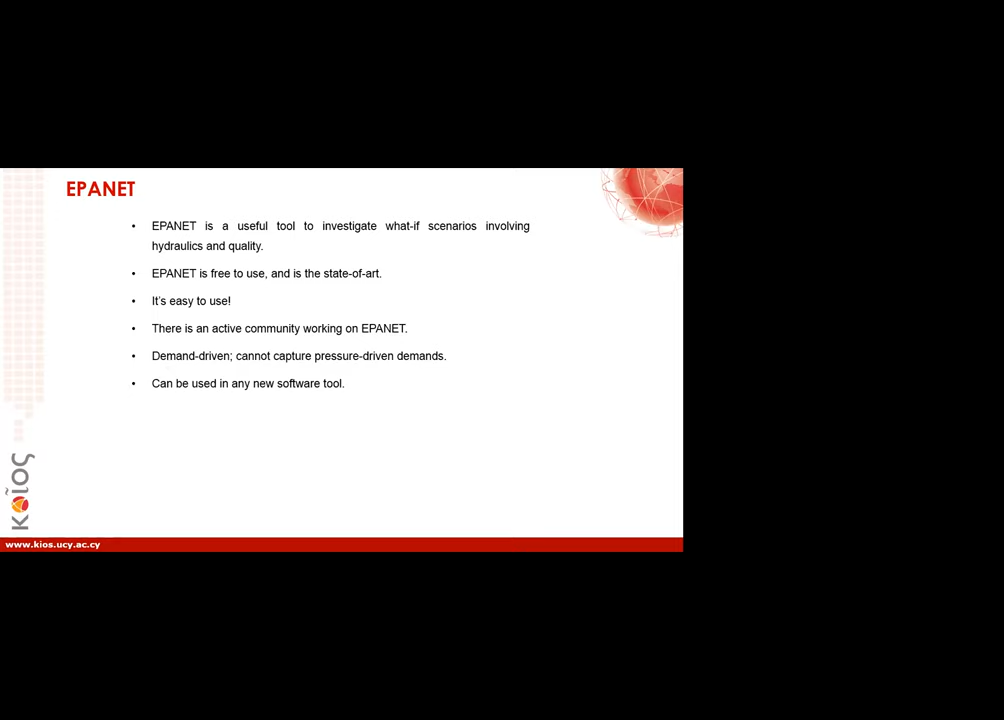 EPANET
• EPANET is a useful tool to investigate what-if scenarios involving
hydraulics and quality.
• EPANET is free to use, and is the state-of-art.
• It's easy to use!
• There is an active community working on EPANET.
• Demand-driven; cannot capture pressure-driven demands.
• Can be used in any new software tool.
κοῖος
www.kios.ucy.ac.cy